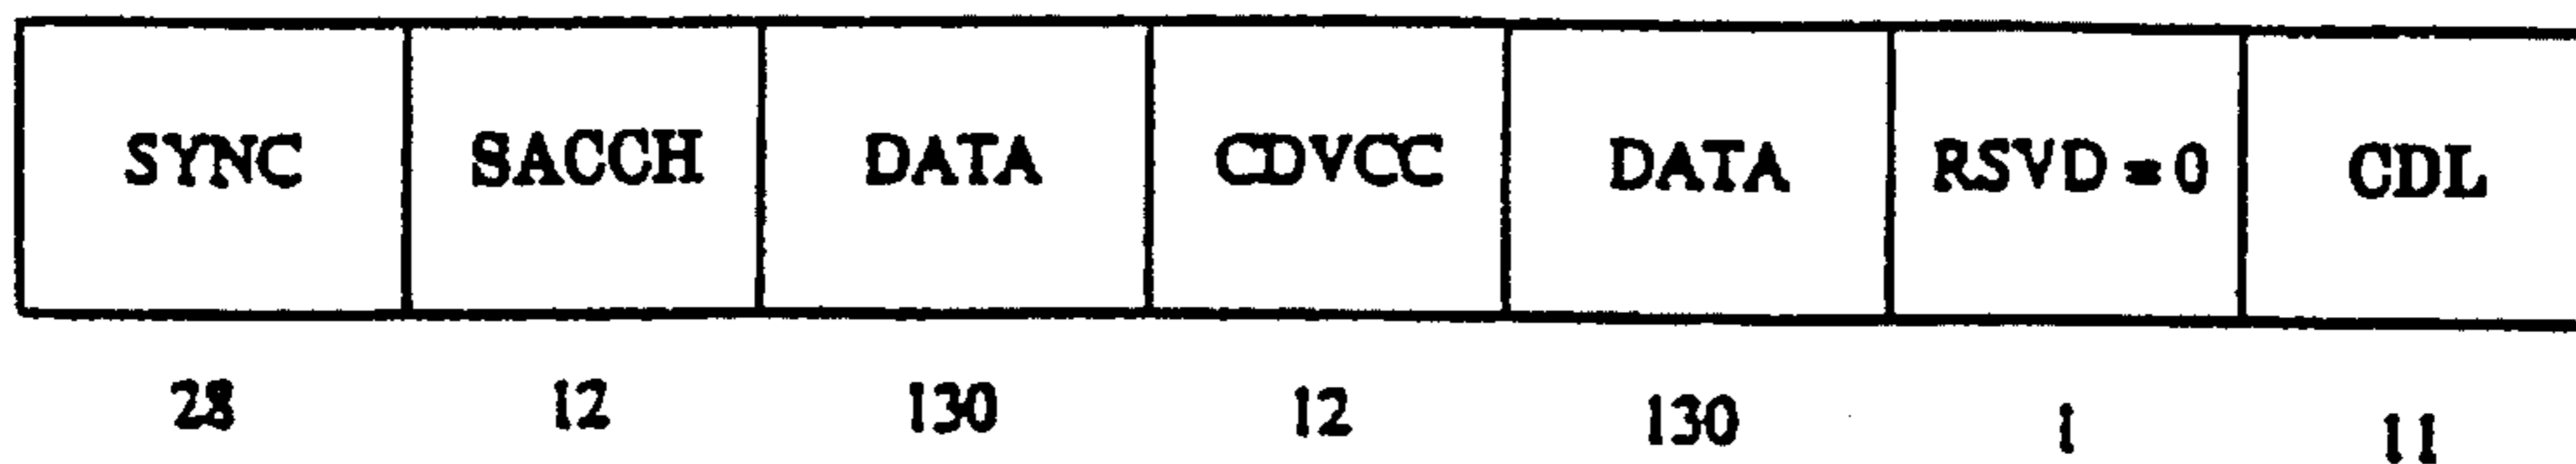 SYNC SACCH DATA CDVCC DATA RSVD = 0 CDL
28 12 130 12 130 1 11